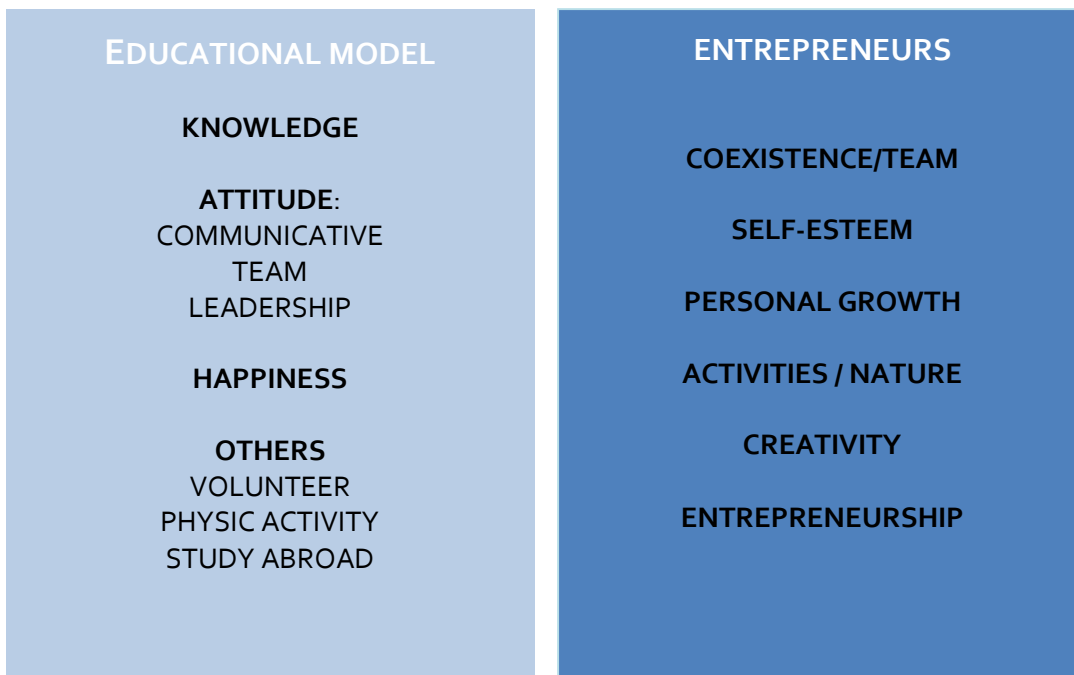 EDUCATIONAL MODEL
KNOWLEDGE
ATTITUDE:
COMMUNICATIVE
TEAM
LEADERSHIP
HAPPINESS
OTHERS
VOLUNTEER
PHYSIC ACTIVITY
STUDY ABROAD
ENTREPRENEURS
COEXISTENCE/TEAM
SELF-ESTEEM
PERSONAL GROWTH
ACTIVITIES / NATURE
CREATIVITY
ENTREPRENEURSHIP